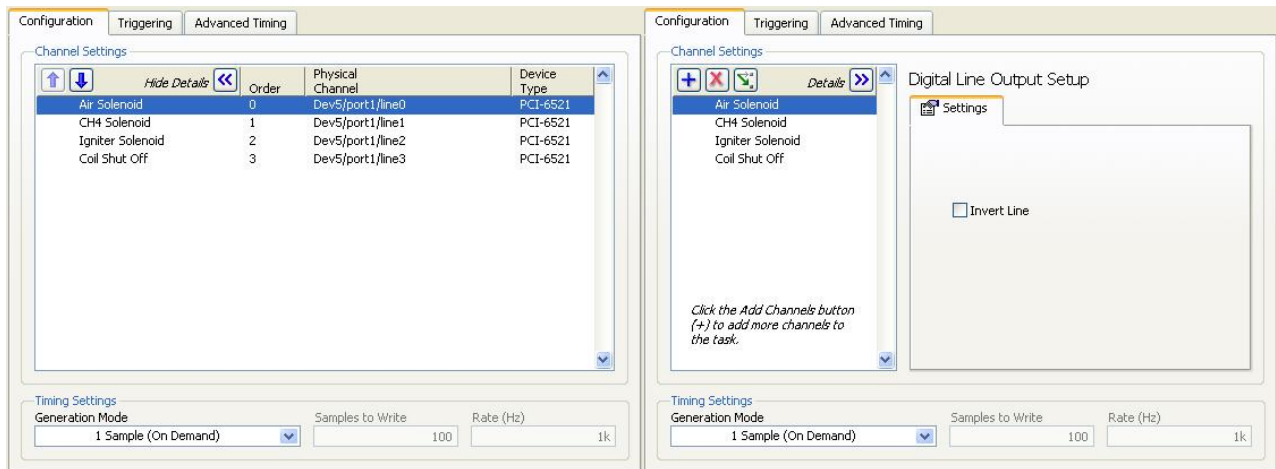 Configuration Triggering Advanced Timing
Channel Settings
Hide Details Order Physical Channel Device Type
Air Solenoid 0 Dev5/port1/line0 PCI-6521
CH4 Solenoid 1 Dev5/port1/line1 PCI-6521
Igniter Solenoid 2 Dev5/port1/line2 PCI-6521
Coil Shut Off 3 Dev5/port1/line3 PCI-6521
Timing Settings
Generation Mode Samples to Write Rate (Hz)
1 Sample (On Demand) 100 1k
Configuration Triggering Advanced Timing
Channel Settings
Details
Air Solenoid
CH4 Solenoid
Igniter Solenoid
Coil Shut Off
Click the Add Channels button
(+) to add more channels to
the task.
Digital Line Output Setup
Settings
Invert Line
Timing Settings
Generation Mode Samples to Write Rate (Hz)
1 Sample (On Demand) 100 1k